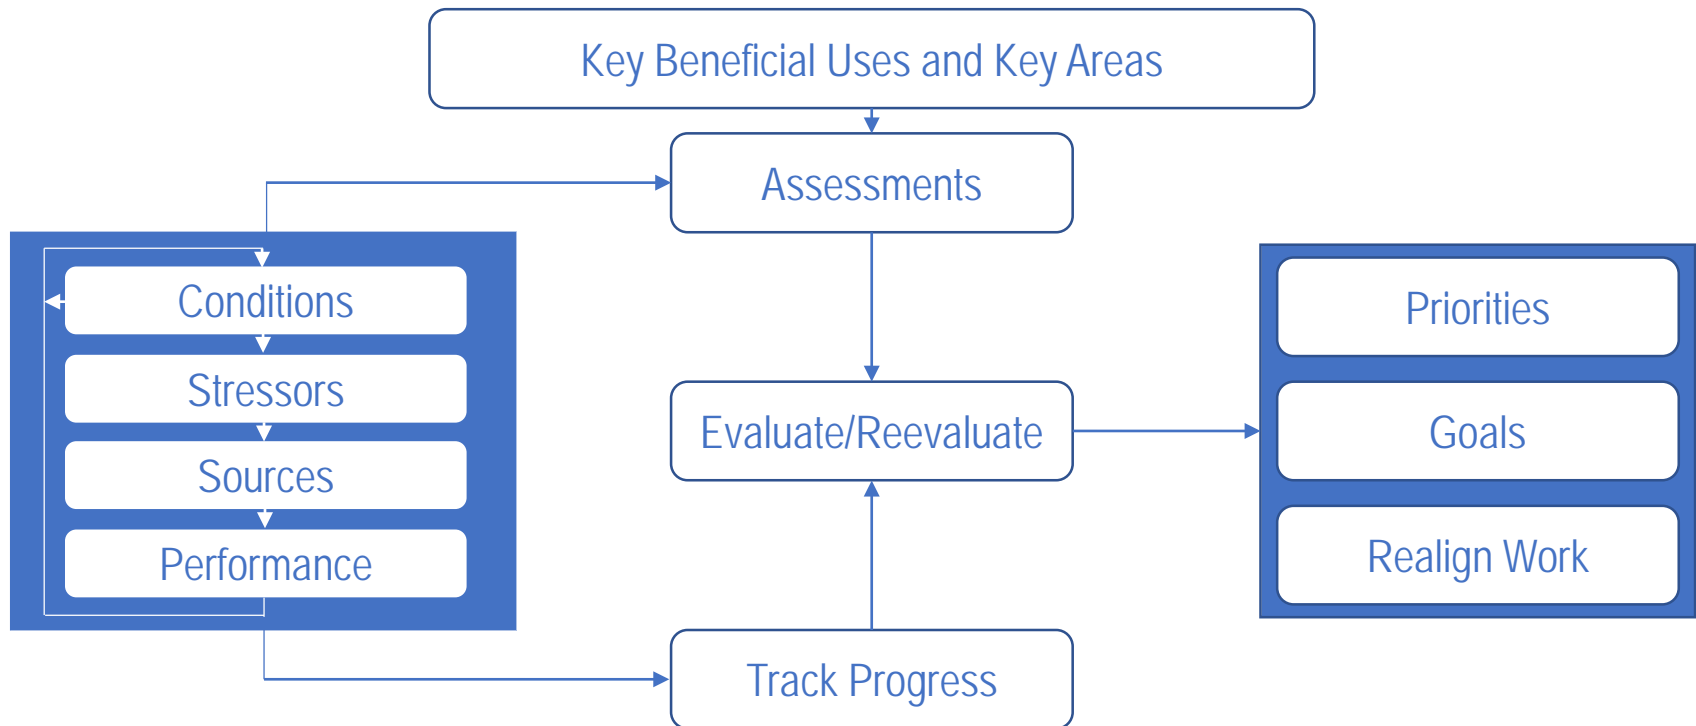 Key Beneficial Uses and Key Areas
Assessments
Conditions
Stressors
Sources
Performance
Evaluate/Reevaluate
Track Progress
Priorities
Goals
Realign Work